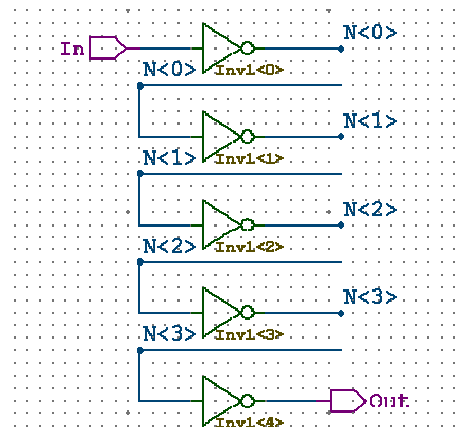 N<0>
In
N<0> Inv1<0>
N<1>
N<1> Inv1<1>
N<2>
N<2> Inv1<2>
N<3>
N<3> Inv1<3>
Out
Inv1<4>